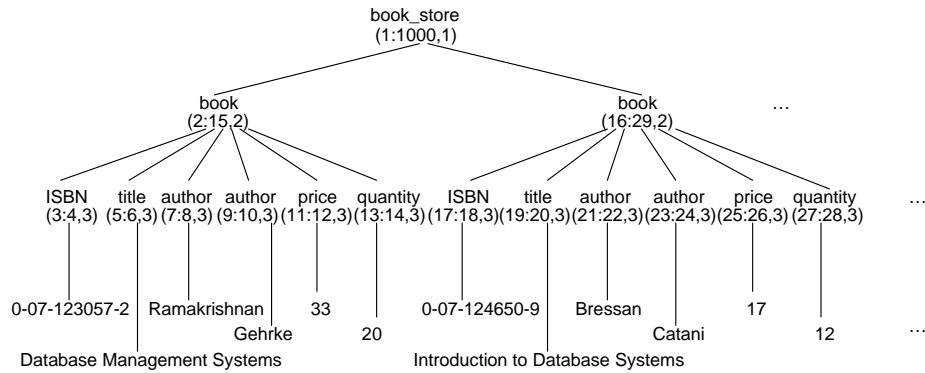 book_store
(1:1000,1)
book book …
(2:15,2) (16:29,2)
ISBN title author author price quantity ISBN title author author price quantity …
(3:4,3) (5:6,3) (7:8,3) (9:10,3) (11:12,3) (13:14,3) (17:18,3) (19:20,3) (21:22,3) (23:24,3) (25:26,3) (27:28,3)
0-07-123057-2 Ramakrishnan 33 0-07-124650-9 Bressan 17
Gehrke 20 Catani 12 …
Database Management Systems Introduction to Database Systems